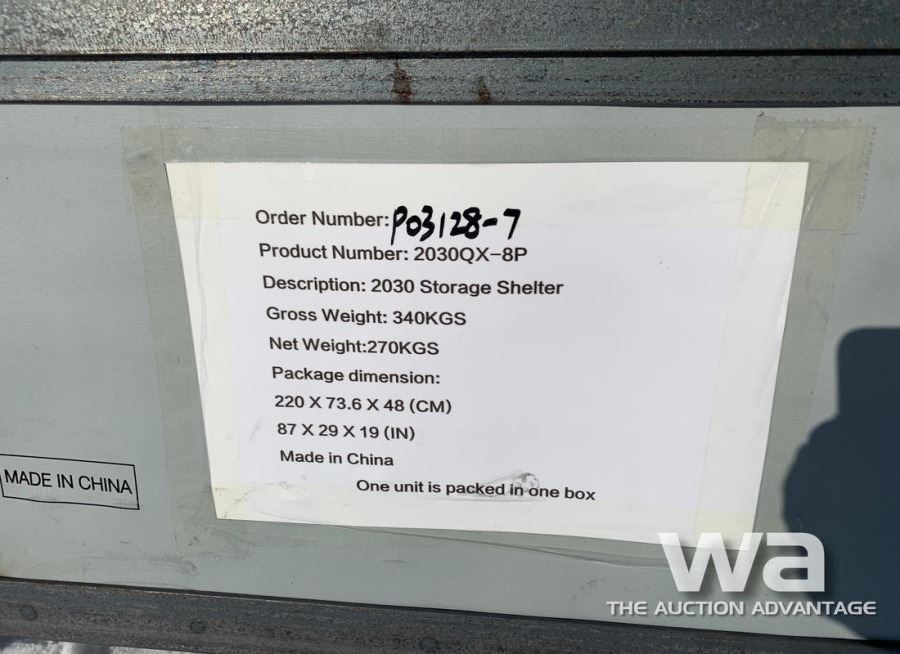 Order Number: P03128-7
Product Number: 2030QX-8P
Description: 2030 Storage Shelter
Gross Weight: 340KGS
Net Weight:270KGS
Package dimension:
220 X 73.6 X 48 (CM)
87 X 29 X 19 (IN)
Made in China
One unit is packed in one box
MADE IN CHINA
wa
THE AUCTION ADVANTAGE